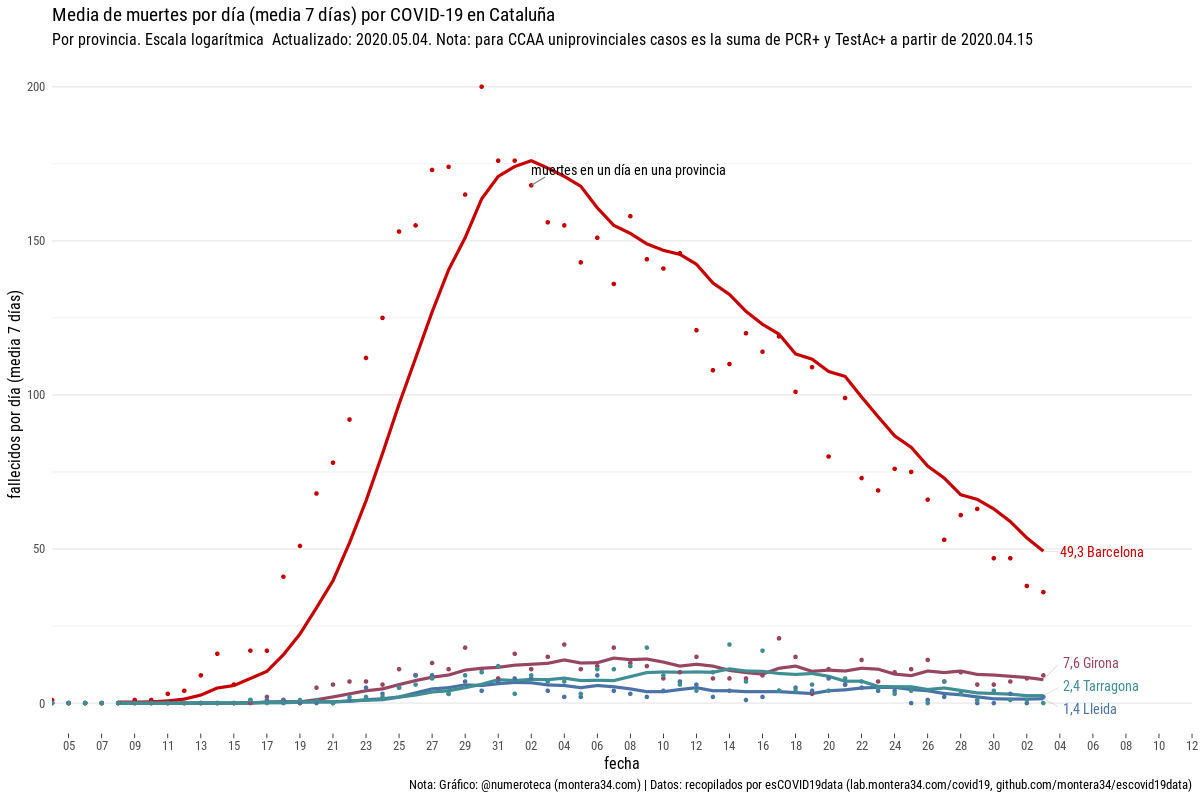 Media de muertes por día (media 7 días) por COVID-19 en Cataluña
Por provincia. Escala logarítmica  Actualizado: 2020.05.04. Nota: para CCAA uniprovinciales casos es la suma de PCR+ y TestAc+ a partir de 2020.04.15
fallecidos por día (media 7 días)
200
150
100
50
0
muertes en un día en una provincia
49,3 Barcelona
7,6 Girona
2,4 Tarragona
1,4 Lleida
05 07 09 11 13 15 17 19 21 23 25 27 29 31 02 04 06 08 10 12 14 16 18 20 22 24 26 28 30 02 04 06 08 10 12
fecha
Nota: Gráfico: @numeroteca (montera34.com) | Datos: recopilados por esCOVID19data (lab.montera34.com/covid19, github.com/montera34/escovid19data)